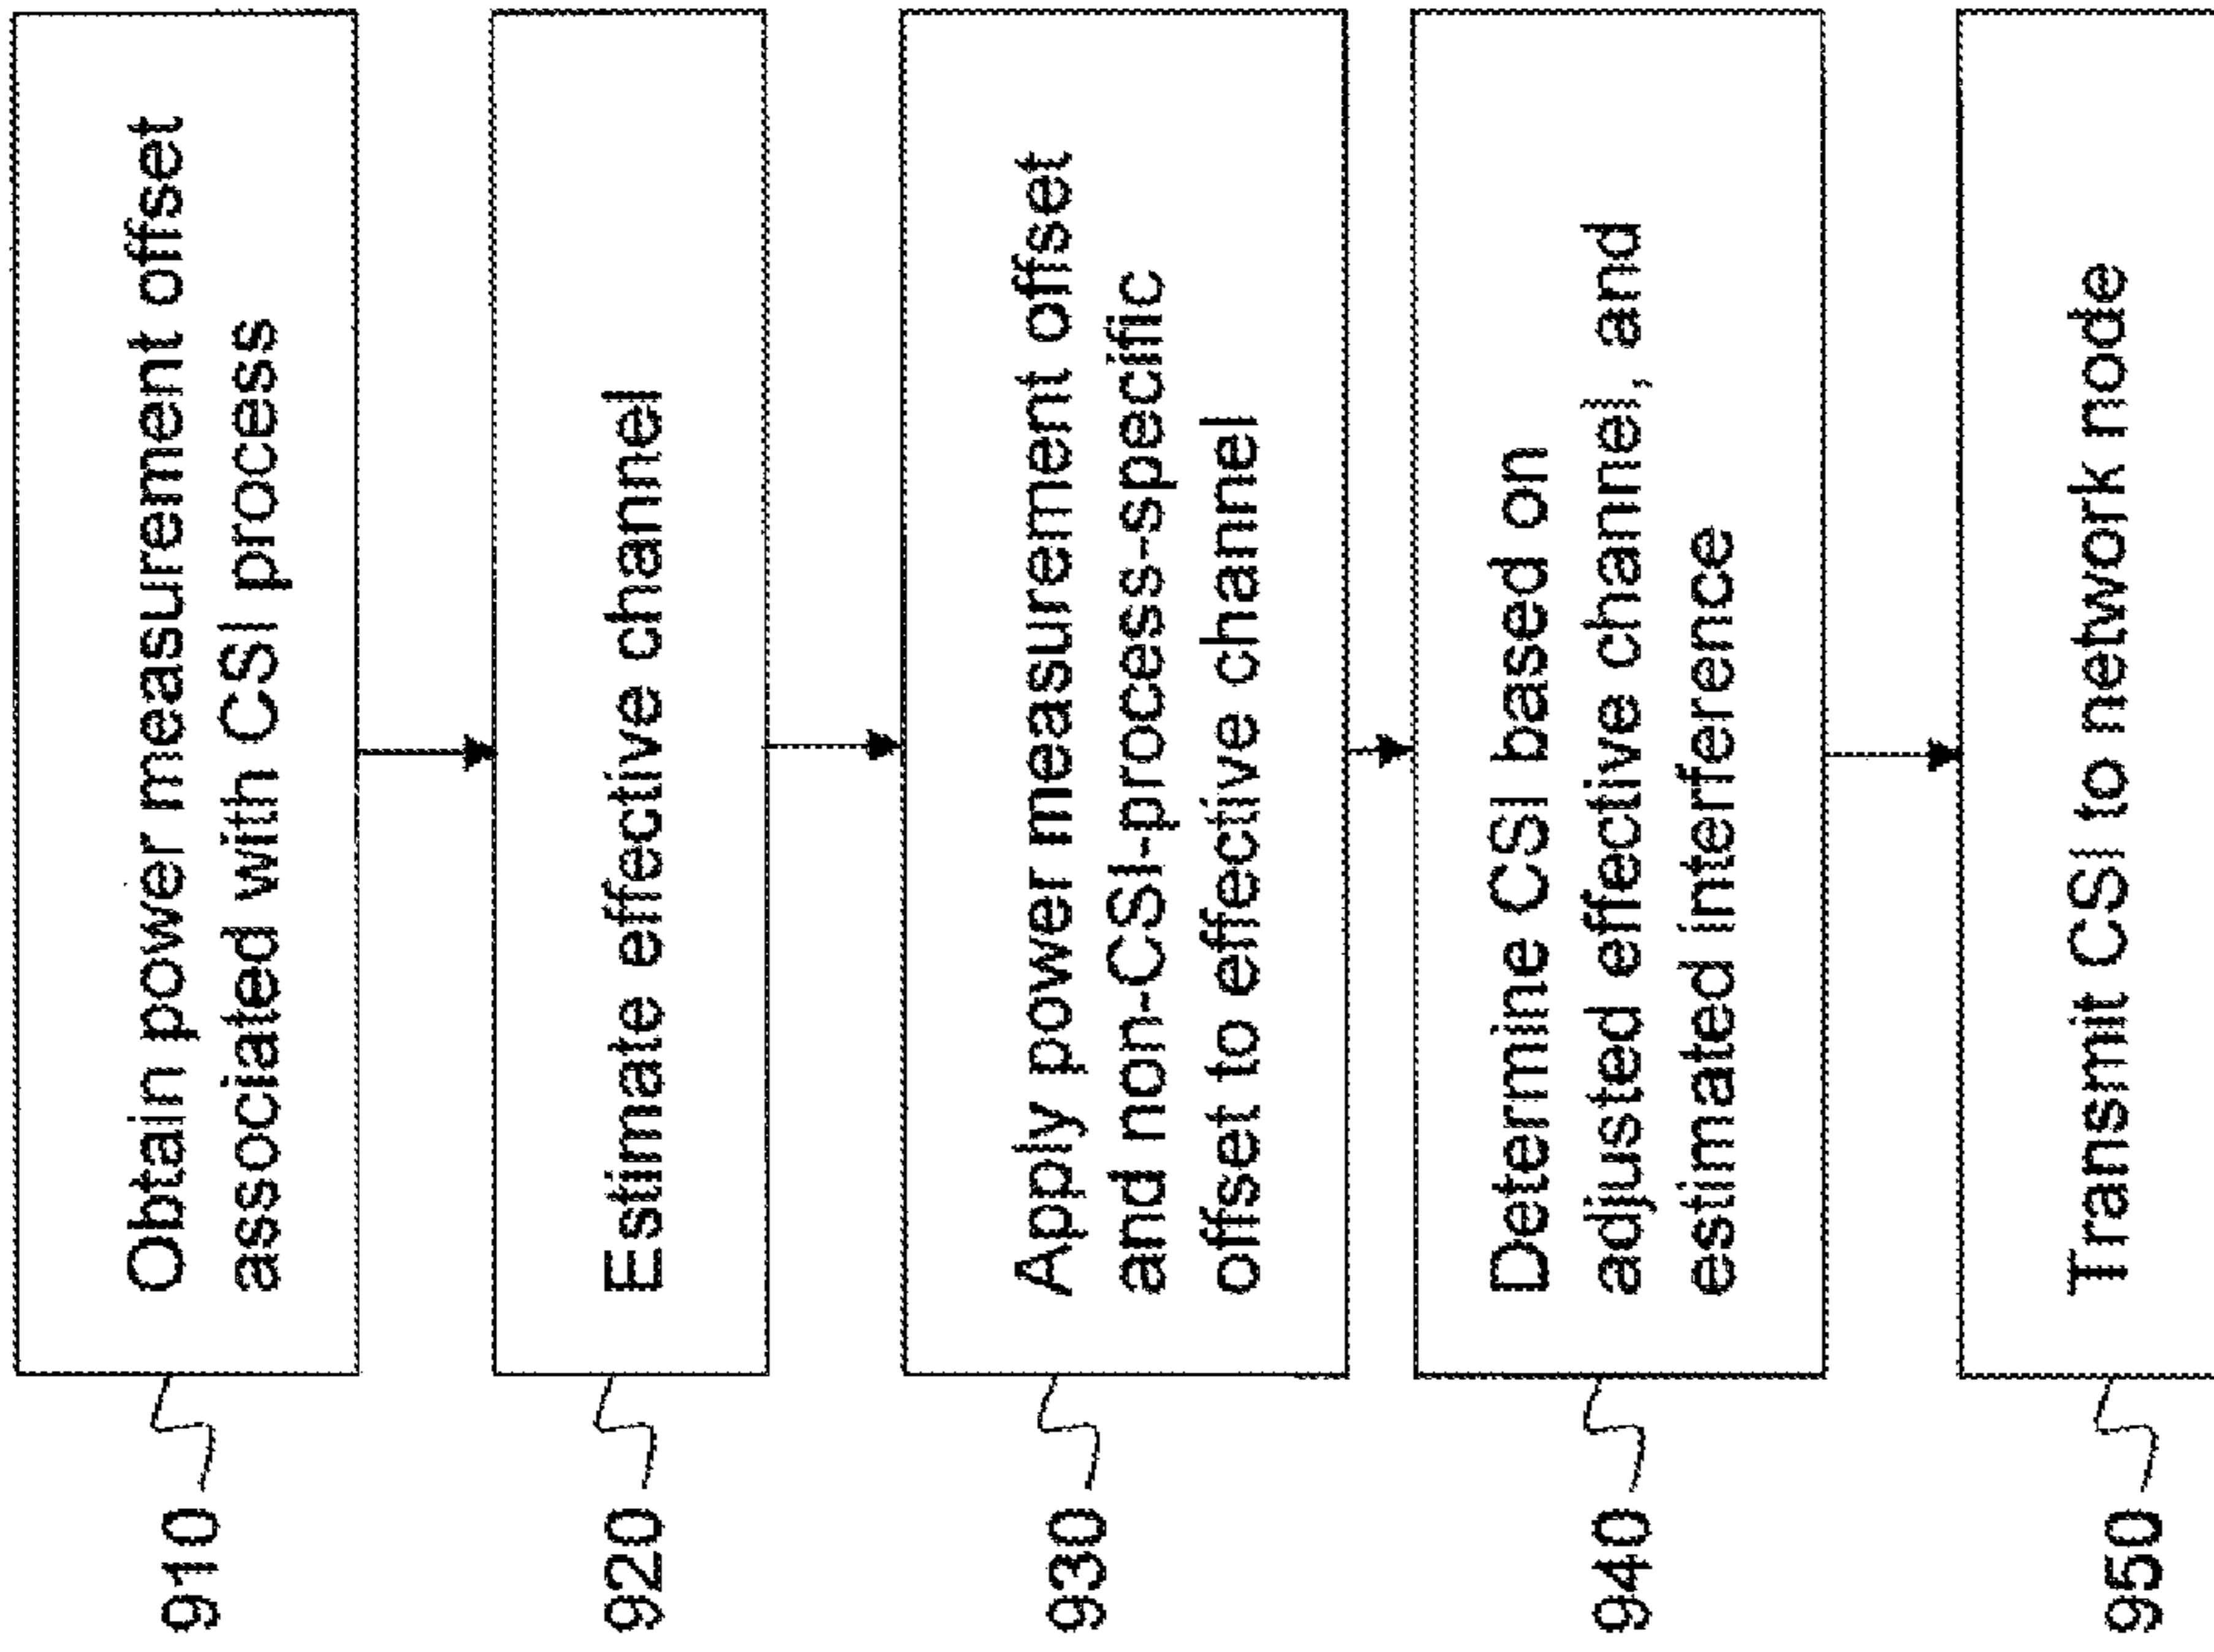 910
Obtain power measurement offset
associated with CSI process
920
Estimate effective channel
930
Apply power measurement offset
and non-CSI-process-specific
offset to effective channel
940
Determine CSI based on
adjusted effective channel, and
estimated interference
950
Transmit CSI to network node